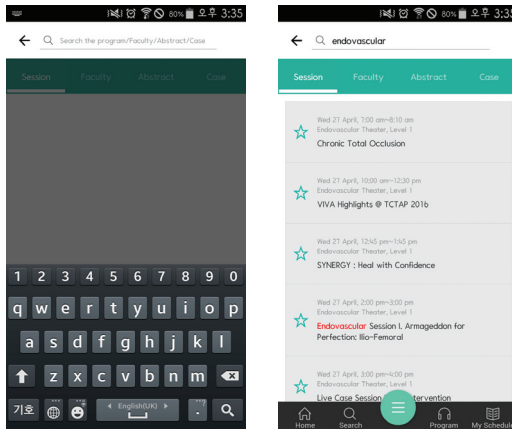 80% 오후 3:35
Search the program/Faculty/Abstract/Case
Session Faculty Abstract Case
1 2 3 4 5 6 7 8 9 0
q w e r t y u i o p
a s d f g h j k l
z x c v b n m
기호 English(UK) .
80% 오후 3:35
endovascular
Session Faculty Abstract Case
Wed 27 April, 7:00 am~8:10 am
Endovascular Theater, Level 1
Chronic Total Occlusion
Wed 27 April, 10:00 am~12:30 pm
Endovascular Theater, Level 1
VIVA Highlights @ TCTAP 2016
Wed 27 April, 12:45 pm~1:45 pm
Endovascular Theater, Level 1
SYNERGY : Heal with Confidence
Wed 27 April, 2:00 pm~3:00 pm
Endovascular Theater, Level 1
Endovascular Session I. Armageddon for
Perfection: Ilio-Femoral
Wed 27 April, 3:00 pm~4:00 pm
Endovascular Theater, Level 1
Live Case Session tervention
Home Search Program My Schedule